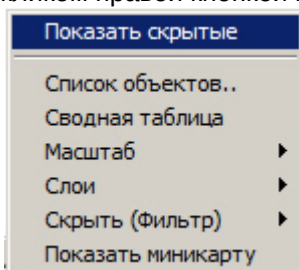 Показать скрытые
Список объектов..
Сводная таблица
Масштаб
Слои
Скрыть (Фильтр)
Показать миникарту